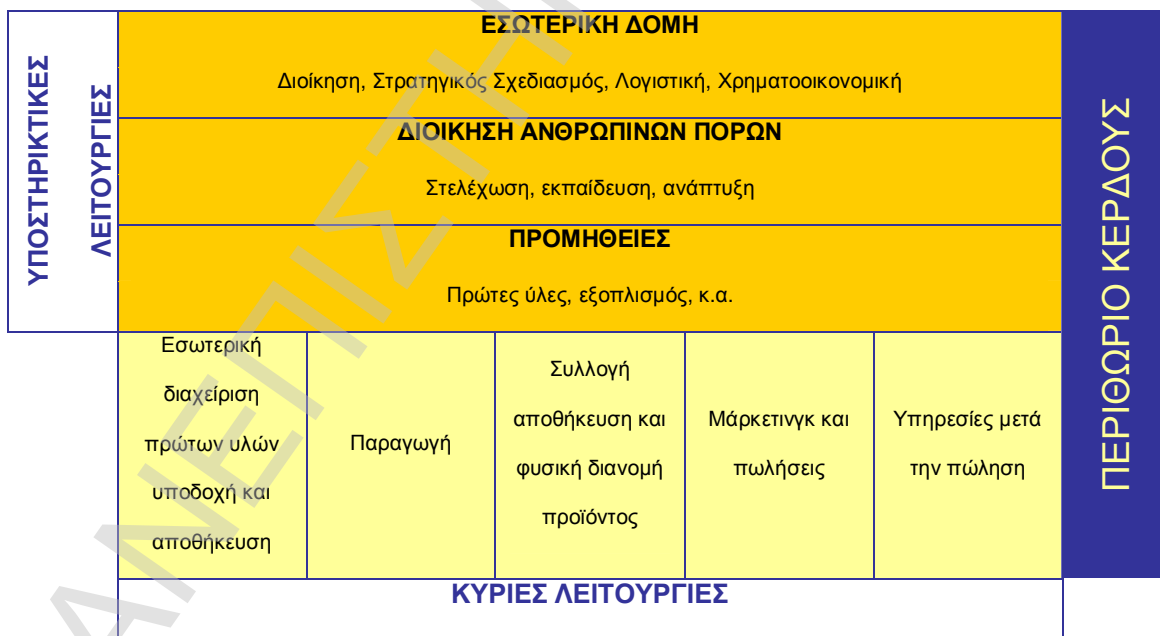 ΥΠΟΣΤΗΡΙΚΤΙΚΕΣ
ΛΕΙΤΟΥΡΓΙΕΣ
ΕΣΩΤΕΡΙΚΗ ΔΟΜΗ
Διοίκηση, Στρατηγικός Σχεδιασμός, Λογιστική, Χρηματοοικονομική
ΔΙΟΙΚΗΣΗ ΑΝΘΡΩΠΙΝΩΝ ΠΟΡΩΝ
Στελέχωση, εκπαίδευση, ανάπτυξη
ΠΡΟΜΗΘΕΙΕΣ
Πρώτες ύλες, εξοπλισμός, κ.α.
Εσωτερική
διαχείριση
πρώτων υλών
υποδοχή και
αποθήκευση
Παραγωγή
Συλλογή
αποθήκευση και
φυσική διανομή
προϊόντος
Μάρκετινγκ και
πωλήσεις
Υπηρεσίες μετά
την πώληση
ΚΥΡΙΕΣ ΛΕΙΤΟΥΡΓΙΕΣ
ΠΕΡΙΘΩΡΙΟ ΚΕΡΔΟΥΣ
ΑΝΕΠΙΣΤΗ